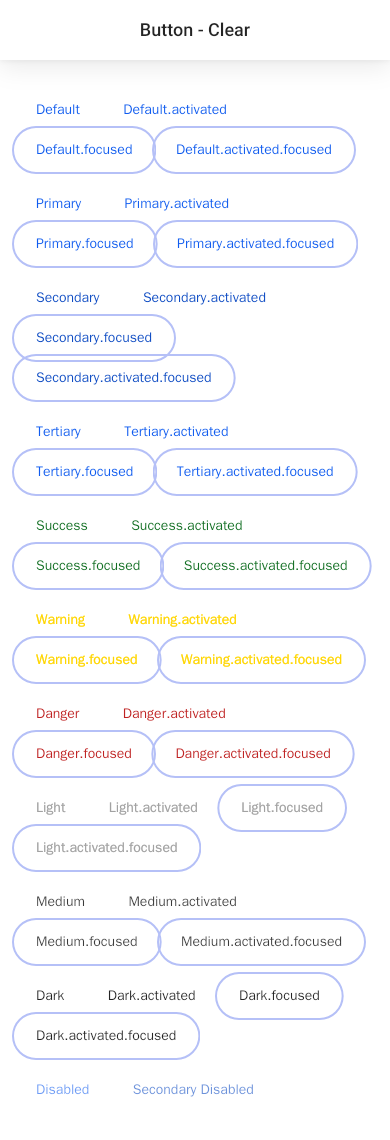 Button - Clear
Default Default.activated
Default.focused Default.activated.focused
Primary Primary.activated
Primary.focused Primary.activated.focused
Secondary Secondary.activated
Secondary.focused
Secondary.activated.focused
Tertiary Tertiary.activated
Tertiary.focused Tertiary.activated.focused
Success Success.activated
Success.focused Success.activated.focused
Warning Warning.activated
Warning.focused Warning.activated.focused
Danger Danger.activated
Danger.focused Danger.activated.focused
Light Light.activated Light.focused
Light.activated.focused
Medium Medium.activated
Medium.focused Medium.activated.focused
Dark Dark.activated Dark.focused
Dark.activated.focused
Disabled Secondary Disabled